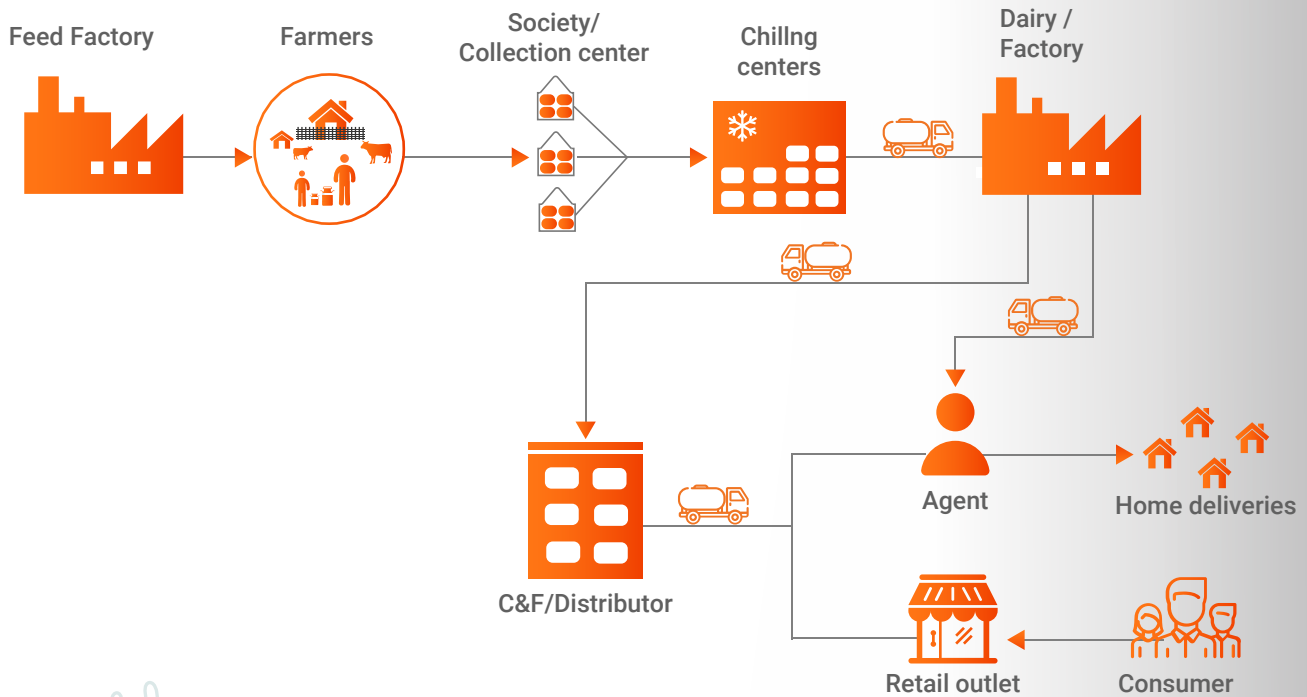 Feed Factory
Farmers
Society/
Collection center
Chillng
centers
Dairy /
Factory
Agent
Home deliveries
C&F/Distributor
Retail outlet
Consumer